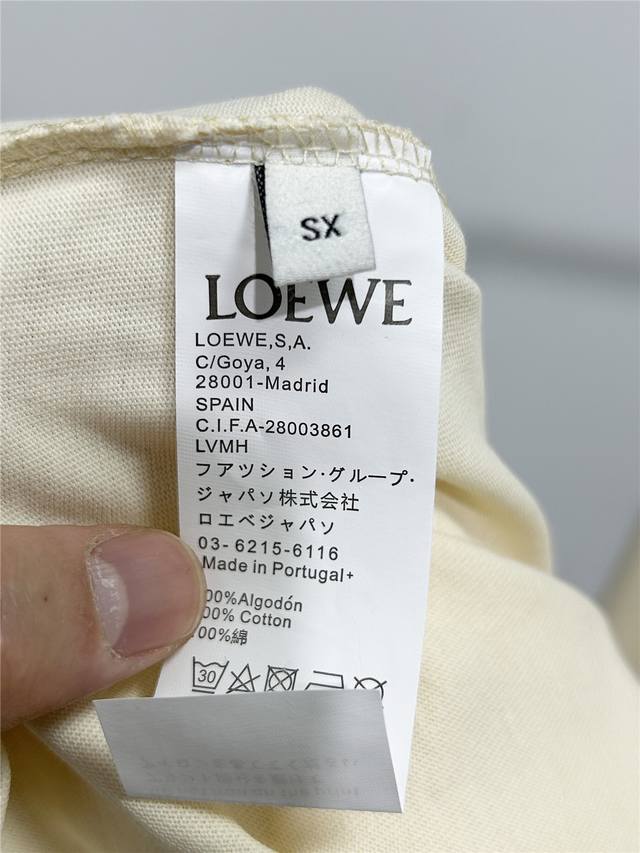 SX
LOEWE
LOEWE,S,A.
C/Goya, 4
28001-Madrid
SPAIN
C.I.F.A-28003861
LVMH
フアツション·グループ·
ジャパソ株式会社
ロエベジャパソ
03- 6215-6116
Made in Portugal+
00%Algodón
00% Cotton
100%綿
30